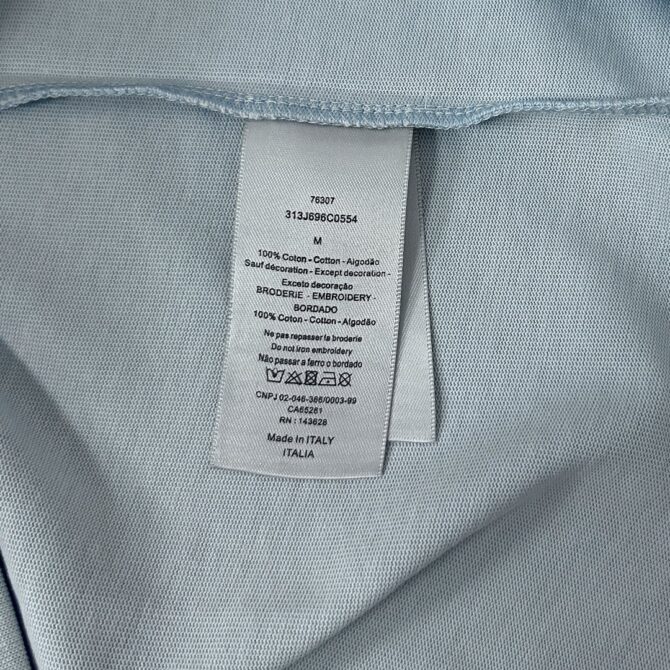 76307
313J696C0554
M
100% Coton - Cotton - Algodão
Sauf décoration - Except decoration -
Exceto decoração
BRODERIE - EMBROIDERY -
BORDADO
100% Coton - Cotton - Algodão
Ne pas repasser la broderie
Do not iron embroidery
Não passar a ferro o bordado
CNPJ 02-046-366/0003-99
CA65261
RN : 143628
Made in ITALY
ITALIA